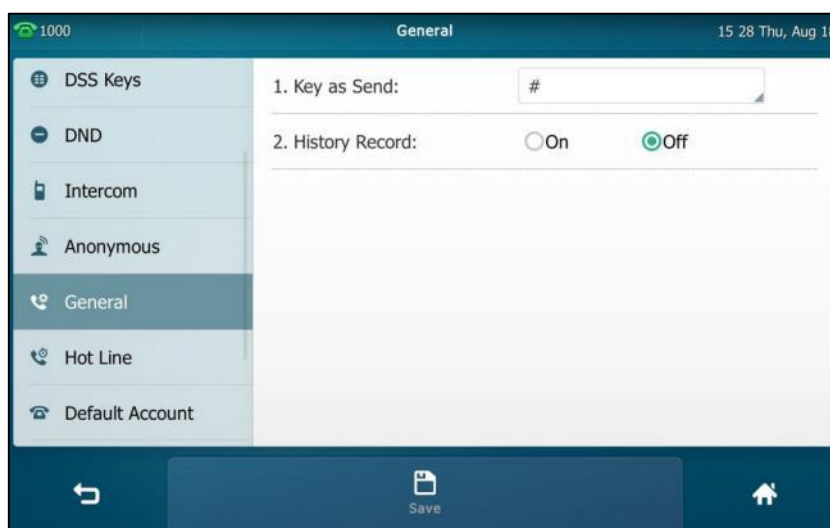 1000 General 15 28 Thu, Aug
DSS Keys
DND
Intercom
Anonymous
General
Hot Line
Default Account
1. Key as Send: #
2. History Record: On Off
Save